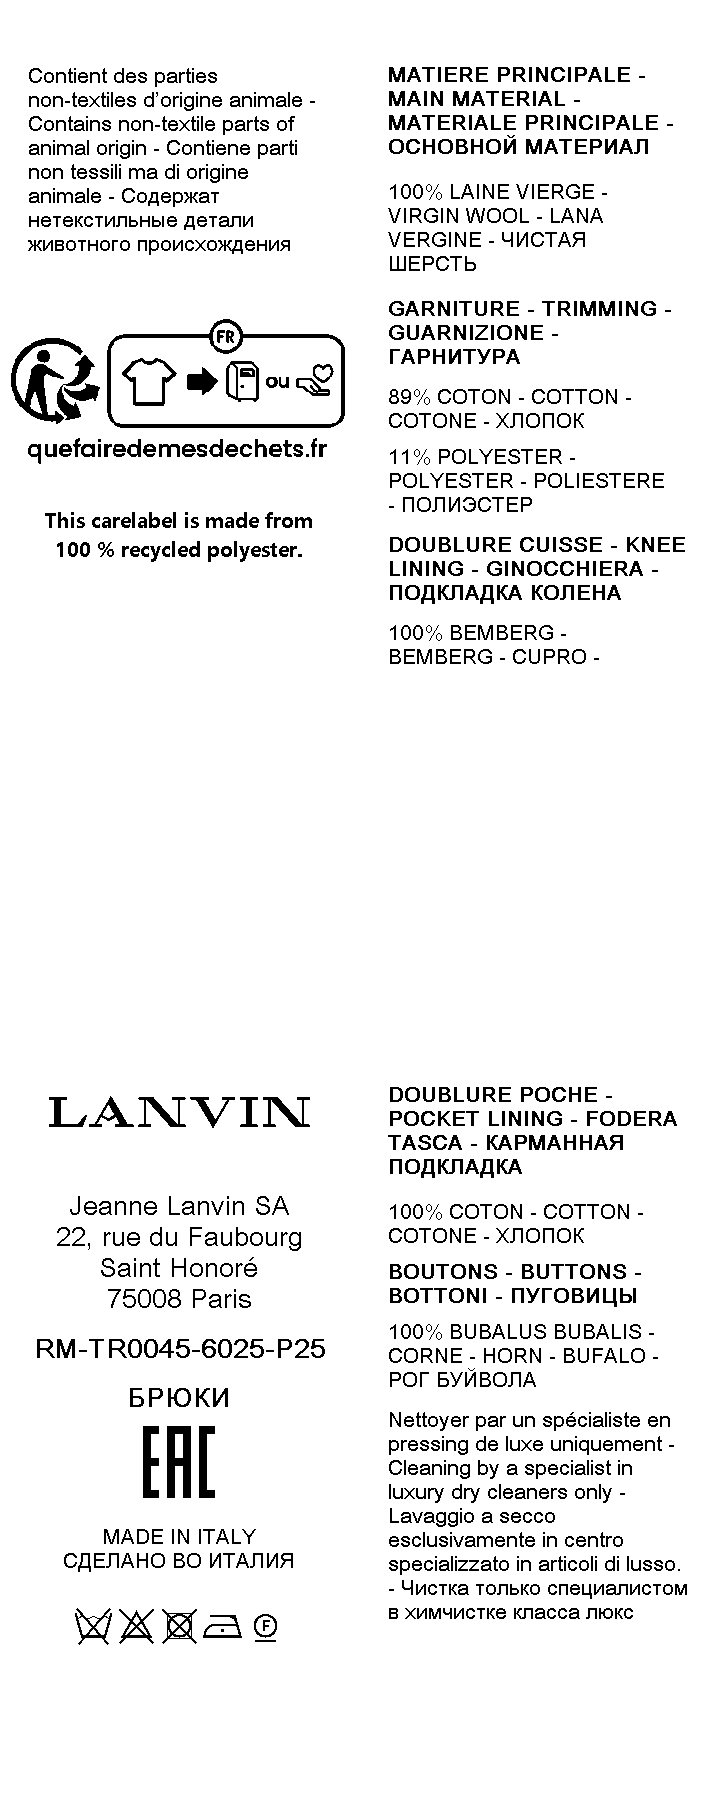 Contient des parties
non-textiles d’origine animale -
Contains non-textile parts of
animal origin - Contiene parti
non tessili ma di origine
animale - Содержат
нетекстильные детали
животного происхождения
FR
ou
quefairedemesdechets.fr
This carelabel is made from
100 % recycled polyester.
MATIERE PRINCIPALE -
MAIN MATERIAL -
MATERIALE PRINCIPALE -
ОСНОВНОЙ МАТЕРИАЛ
100% LAINE VIERGE -
VIRGIN WOOL - LANA
VERGINE - ЧИСТАЯ
ШЕРСТЬ
GARNITURE - TRIMMING -
GUARNIZIONE -
ГАРНИТУРА
89% COTON - COTTON -
COTONE - ХЛОПОК
11% POLYESTER -
POLYESTER - POLIESTERE
- ПОЛИЭСТЕР
DOUBLURE CUISSE - KNEE
LINING - GINOCCHIERA -
ПОДКЛАДКА КОЛЕНА
100% BEMBERG -
BEMBERG - CUPRO -
LANVIN
Jeanne Lanvin SA
22, rue du Faubourg
Saint Honoré
75008 Paris
RM-TR0045-6025-P25
БРЮКИ
EAC
MADE IN ITALY
СДЕЛАНО ВО ИТАЛИЯ
F
DOUBLURE POCHE -
POCKET LINING - FODERA
TASCA - КАРМАННАЯ
ПОДКЛАДКА
100% COTON - COTTON -
COTONE - ХЛОПОК
BOUTONS - BUTTONS -
BOTTONI - ПУГОВИЦЫ
100% BUBALUS BUBALIS -
CORNE - HORN - BUFALO -
РОГ БУЙВОЛА
Nettoyer par un spécialiste en
pressing de luxe uniquement -
Cleaning by a specialist in
luxury dry cleaners only -
Lavaggio a secco
esclusivamente in centro
specializzato in articoli di lusso.
- Чистка только специалистом
в химчистке класса люкс